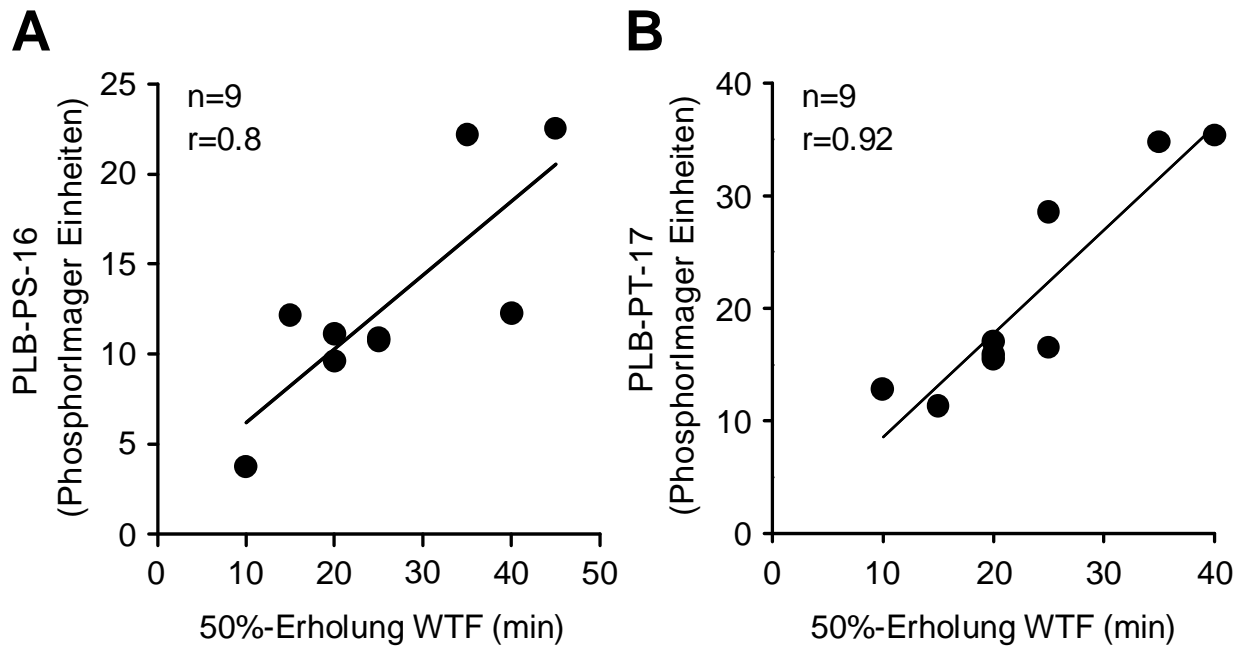 A
PLB-PS-16
(PhosphorImager Einheiten)
25
20
15
10
5
0
n=9
r=0.8
0 10 20 30 40 50
50%-Erholung WTF (min)
B
PLB-PT-17
(PhosphorImager Einheiten)
40
30
20
10
0
n=9
r=0.92
0 10 20 30 40
50%-Erholung WTF (min)